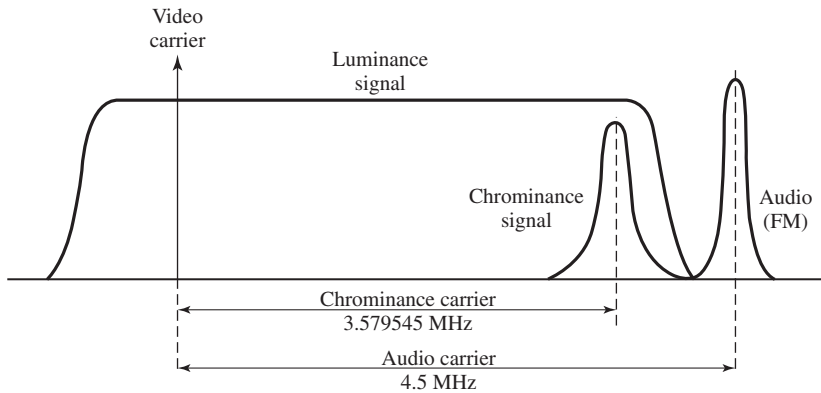 Video
carrier
Luminance
signal
Chrominance
signal
Audio
(FM)
Chrominance carrier
3.579545 MHz
Audio carrier
4.5 MHz